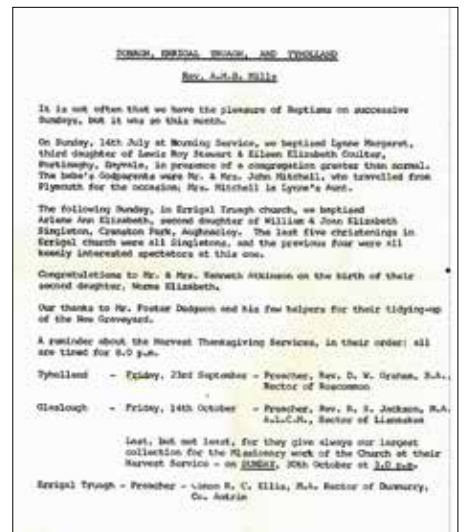 DONAGH, ERRIGAL TRUAGH, AND TYHOLLAND
Rev. A.M.B. Mills
It is not often that we have the pleasure of Baptisms on successive
Sundays, but it was so this month.
On Sunday, 14th July at Morning Service, we baptised Lynne Margaret,
third daughter of Lewis Roy Stewart & Eileen Elizabeth Coulter,
Emyvale, in presence of a congregation greater than normal.
The babe's Godparents were Mr. & Mrs. John Mitchell, who travelled from
Plymouth for the occasion; Mrs. Mitchell is Lynne's Aunt.
The following Sunday, in Errigal Truagh church, we baptised
Arlene Ann Elizabeth, second daughter of William & Joan Elizabeth
Singleton, Park, Aughnacloy. The last five christenings in
Errigal church were all Singletons, and the previous four were all
keenly interested spectators at this one.
Congratulations to Mr. & Mrs. Kenneth Atkinson on the birth of their
second daughter, Norma Elizabeth.
Our thanks to Mr. Foster Dudgeon and his few helpers for their tidying-up
of the New Graveyard.
A reminder about the Harvest Thanksgiving Services, in their order: all
are timed for 8.0 p.m.
Tyholland - Friday, 23rd September - Preacher, Rev. D. W. Graham, B.A.,
Rector of Roscommon
Glaslough - Friday, 14th October - Preacher, Rev. R. S. Jackson, M.A.
A.L.C.M., Rector of Lisnaskea
Last, but not least, for they give always our largest
collection for the Missionary work of the Church at their
Harvest Service - on SUNDAY, 30th October at 3.0 p.m.
Errigal Truagh - Preacher - Canon R. C. Ellis, M.A. Rector of Dunmurry,
Co. Antrim